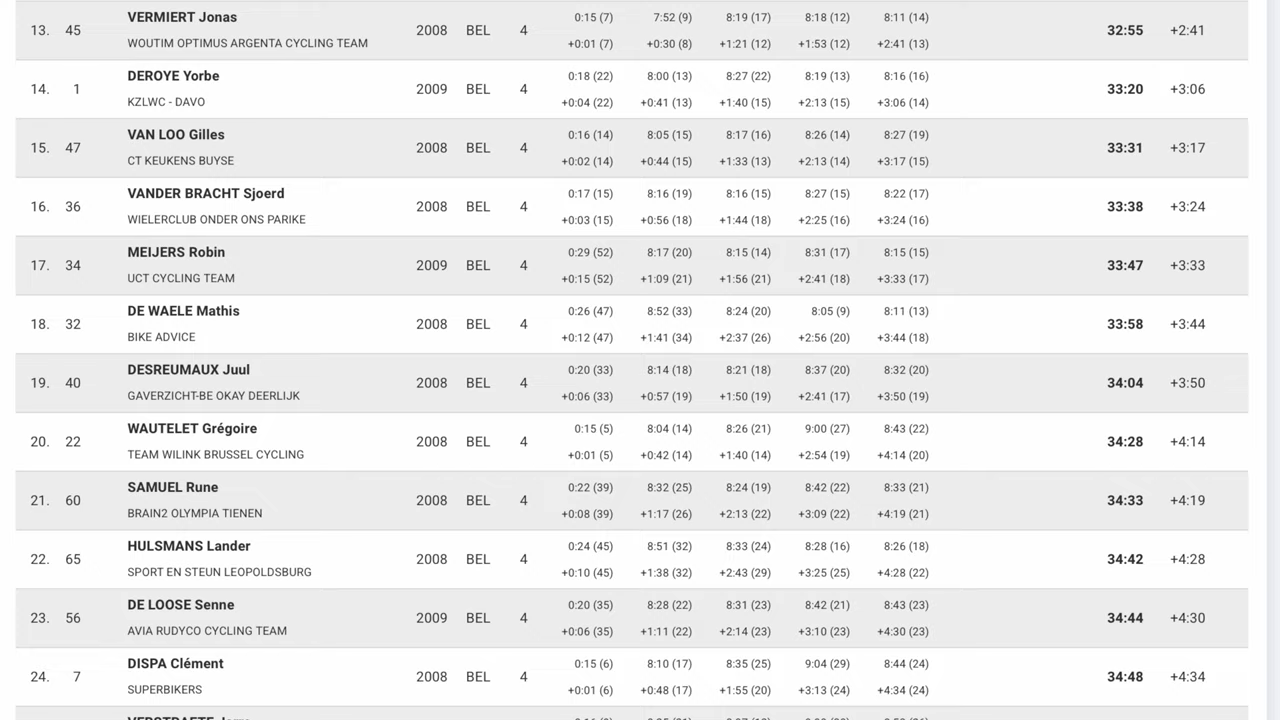 13. 45 VERMIERT Jonas 2008 BEL 4 0:15 (7) 7:52 (9) 8:19 (17) 8:18 (12) 8:11 (14) 32:55 +2:41
WOUTIM OPTIMUS ARGENTA CYCLING TEAM +0:01 (7) +0:30 (8) +1:21 (12) +1:53 (12) +2:41 (13)
14. 1 DEROYE Yorbe 2009 BEL 4 0:18 (22) 8:00 (13) 8:27 (22) 8:19 (13) 8:16 (16) 33:20 +3:06
KZLWC - DAVO +0:04 (22) +0:41 (13) +1:40 (15) +2:13 (15) +3:06 (14)
15. 47 VAN LOO Gilles 2008 BEL 4 0:16 (14) 8:05 (15) 8:17 (16) 8:26 (14) 8:27 (19) 33:31 +3:17
CT KEUKENS BUYSE +0:02 (14) +0:44 (15) +1:33 (13) +2:13 (14) +3:17 (15)
16. 36 VANDER BRACHT Sjoerd 2008 BEL 4 0:17 (15) 8:16 (19) 8:16 (15) 8:27 (15) 8:22 (17) 33:38 +3:24
WIELERCLUB ONDER ONS PARIKE +0:03 (15) +0:56 (18) +1:44 (18) +2:25 (16) +3:24 (16)
17. 34 MEIJERS Robin 2009 BEL 4 0:29 (52) 8:17 (20) 8:15 (14) 8:31 (17) 8:15 (15) 33:47 +3:33
UCT CYCLING TEAM +0:15 (52) +1:09 (21) +1:56 (21) +2:41 (18) +3:33 (17)
18. 32 DE WAELE Mathis 2008 BEL 4 0:26 (47) 8:52 (33) 8:24 (20) 8:05 (9) 8:11 (13) 33:58 +3:44
BIKE ADVICE +0:12 (47) +1:41 (34) +2:37 (26) +2:56 (20) +3:44 (18)
19. 40 DESREUMAUX Juul 2008 BEL 4 0:20 (33) 8:14 (18) 8:21 (18) 8:37 (20) 8:32 (20) 34:04 +3:50
GAVERZICHT-BE OKAY DEERLIJK +0:06 (33) +0:57 (19) +1:50 (19) +2:41 (17) +3:50 (19)
20. 22 WAUTELET Grégoire 2008 BEL 4 0:15 (5) 8:04 (14) 8:26 (21) 9:00 (27) 8:43 (22) 34:28 +4:14
TEAM WILINK BRUSSEL CYCLING +0:01 (5) +0:42 (14) +1:40 (14) +2:54 (19) +4:14 (20)
21. 60 SAMUEL Rune 2008 BEL 4 0:22 (39) 8:32 (25) 8:24 (19) 8:42 (22) 8:33 (21) 34:33 +4:19
BRAIN2 OLYMPIA TIENEN +0:08 (39) +1:17 (26) +2:13 (22) +3:09 (22) +4:19 (21)
22. 65 HULSMANS Lander 2008 BEL 4 0:24 (45) 8:51 (32) 8:33 (24) 8:28 (16) 8:26 (18) 34:42 +4:28
SPORT EN STEUN LEOPOLDSBURG +0:10 (45) +1:38 (32) +2:43 (29) +3:25 (25) +4:28 (22)
23. 56 DE LOOSE Senne 2009 BEL 4 0:20 (35) 8:28 (22) 8:31 (23) 8:42 (21) 8:43 (23) 34:44 +4:30
AVIA RUDYCO CYCLING TEAM +0:06 (35) +1:11 (22) +2:14 (23) +3:10 (23) +4:30 (23)
24. 7 DISPA Clément 2008 BEL 4 0:15 (6) 8:10 (17) 8:35 (25) 9:04 (29) 8:44 (24) 34:48 +4:34
SUPERBIKERS +0:01 (6) +0:48 (17) +1:55 (20) +3:13 (24) +4:34 (24)